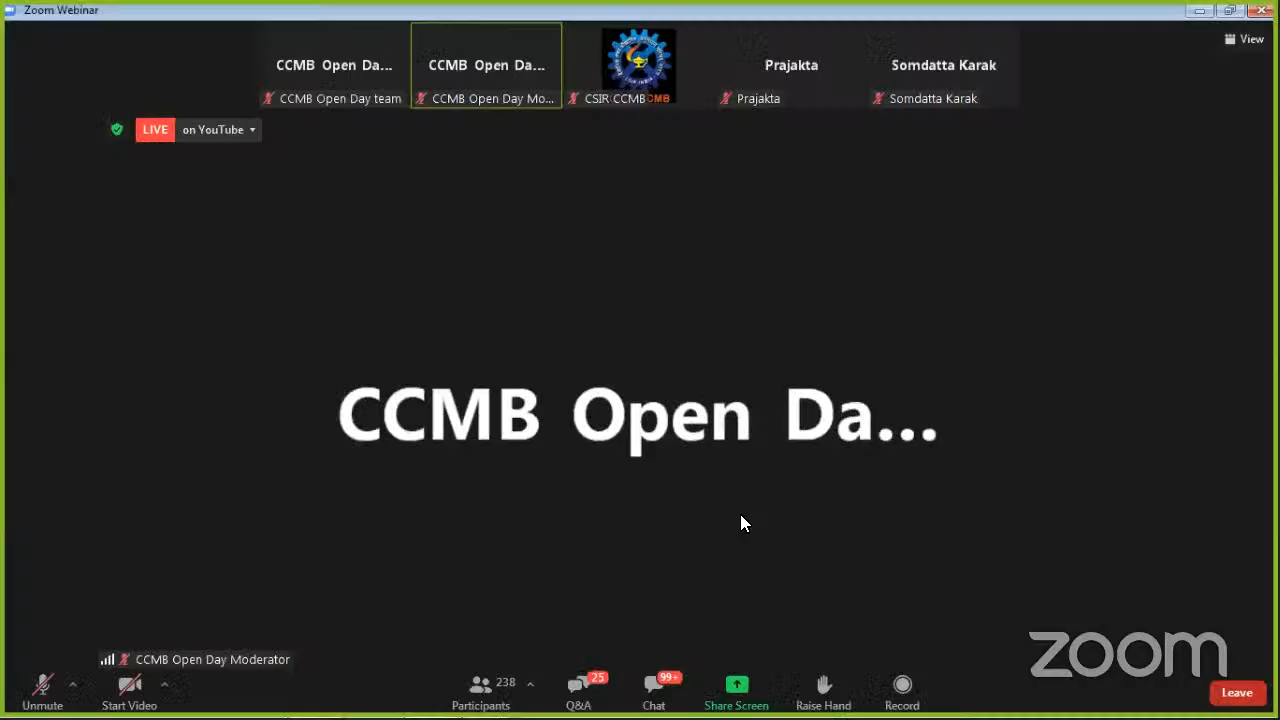 Zoom Webinar
View
CCMB Open Da...
CCMB Open Da...
Prajakta
Somdatta Karak
CCMB Open Day team
CCMB Open Day Mo...
CSIR CCMB
CMB
Prajakta
Somdatta Karak
LIVE on YouTube
CCMB Open Da...
CCMB Open Day Moderator
zoom
238
25
99+
Unmute
Start Video
Participants
Q&A
Chat
Share Screen
Raise Hand
Record
Leave